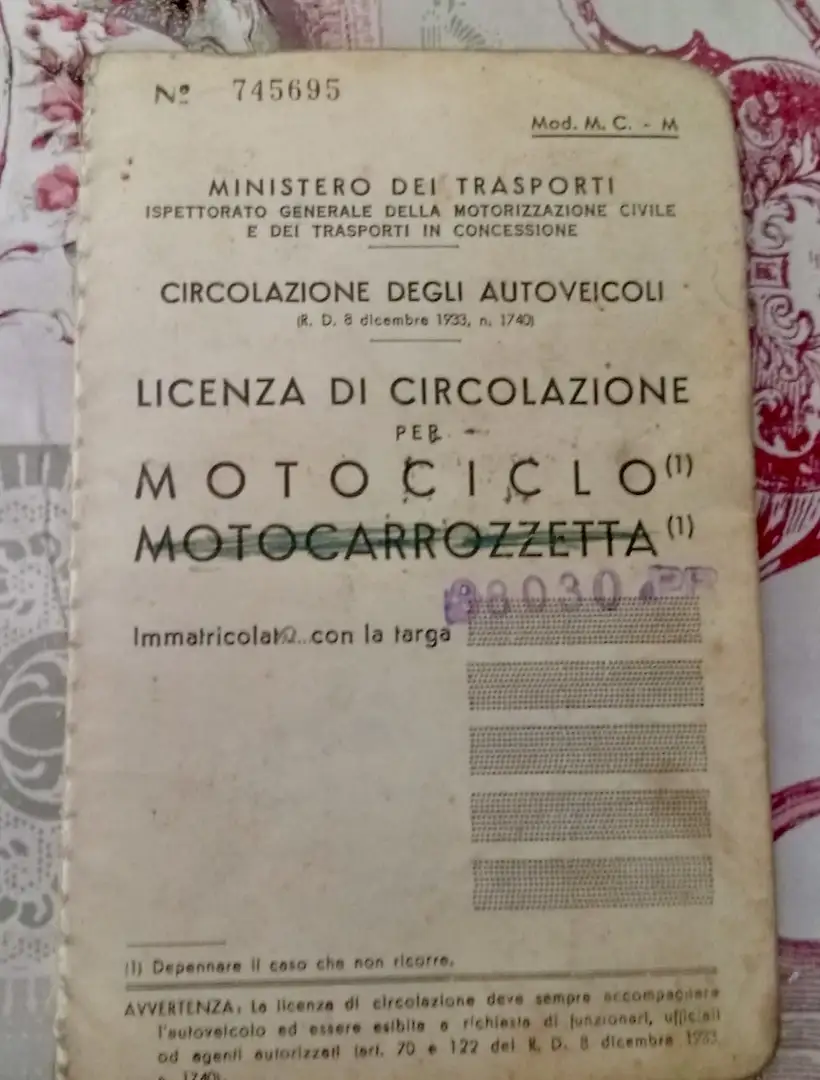 Nº 745695
Mod. M. C. - M
MINISTERO DEI TRASPORTI
ISPETTORATO GENERALE DELLA MOTORIZZAZIONE CIVILE
E DEI TRASPORTI IN CONCESSIONE
CIRCOLAZIONE DEGLI AUTOVEICOLI
(R. D. 8 dicembre 1933, n. 1740)
LICENZA DI CIRCOLAZIONE
PER
MOTOCICLO (1)
MOTOCARROZZETTA (1)
Immatricolato con la targa
(1) Depennare il caso che non ricorre.
AVVERTENZA: La licenza di circolazione deve sempre accompagnare
l'autoveicolo ed essere esibita a richiesta di funzionari, ufficiali
od agenti autorizzati (art. 70 e 122 del R. D. 8 dicembre 1933,
n. 1740).